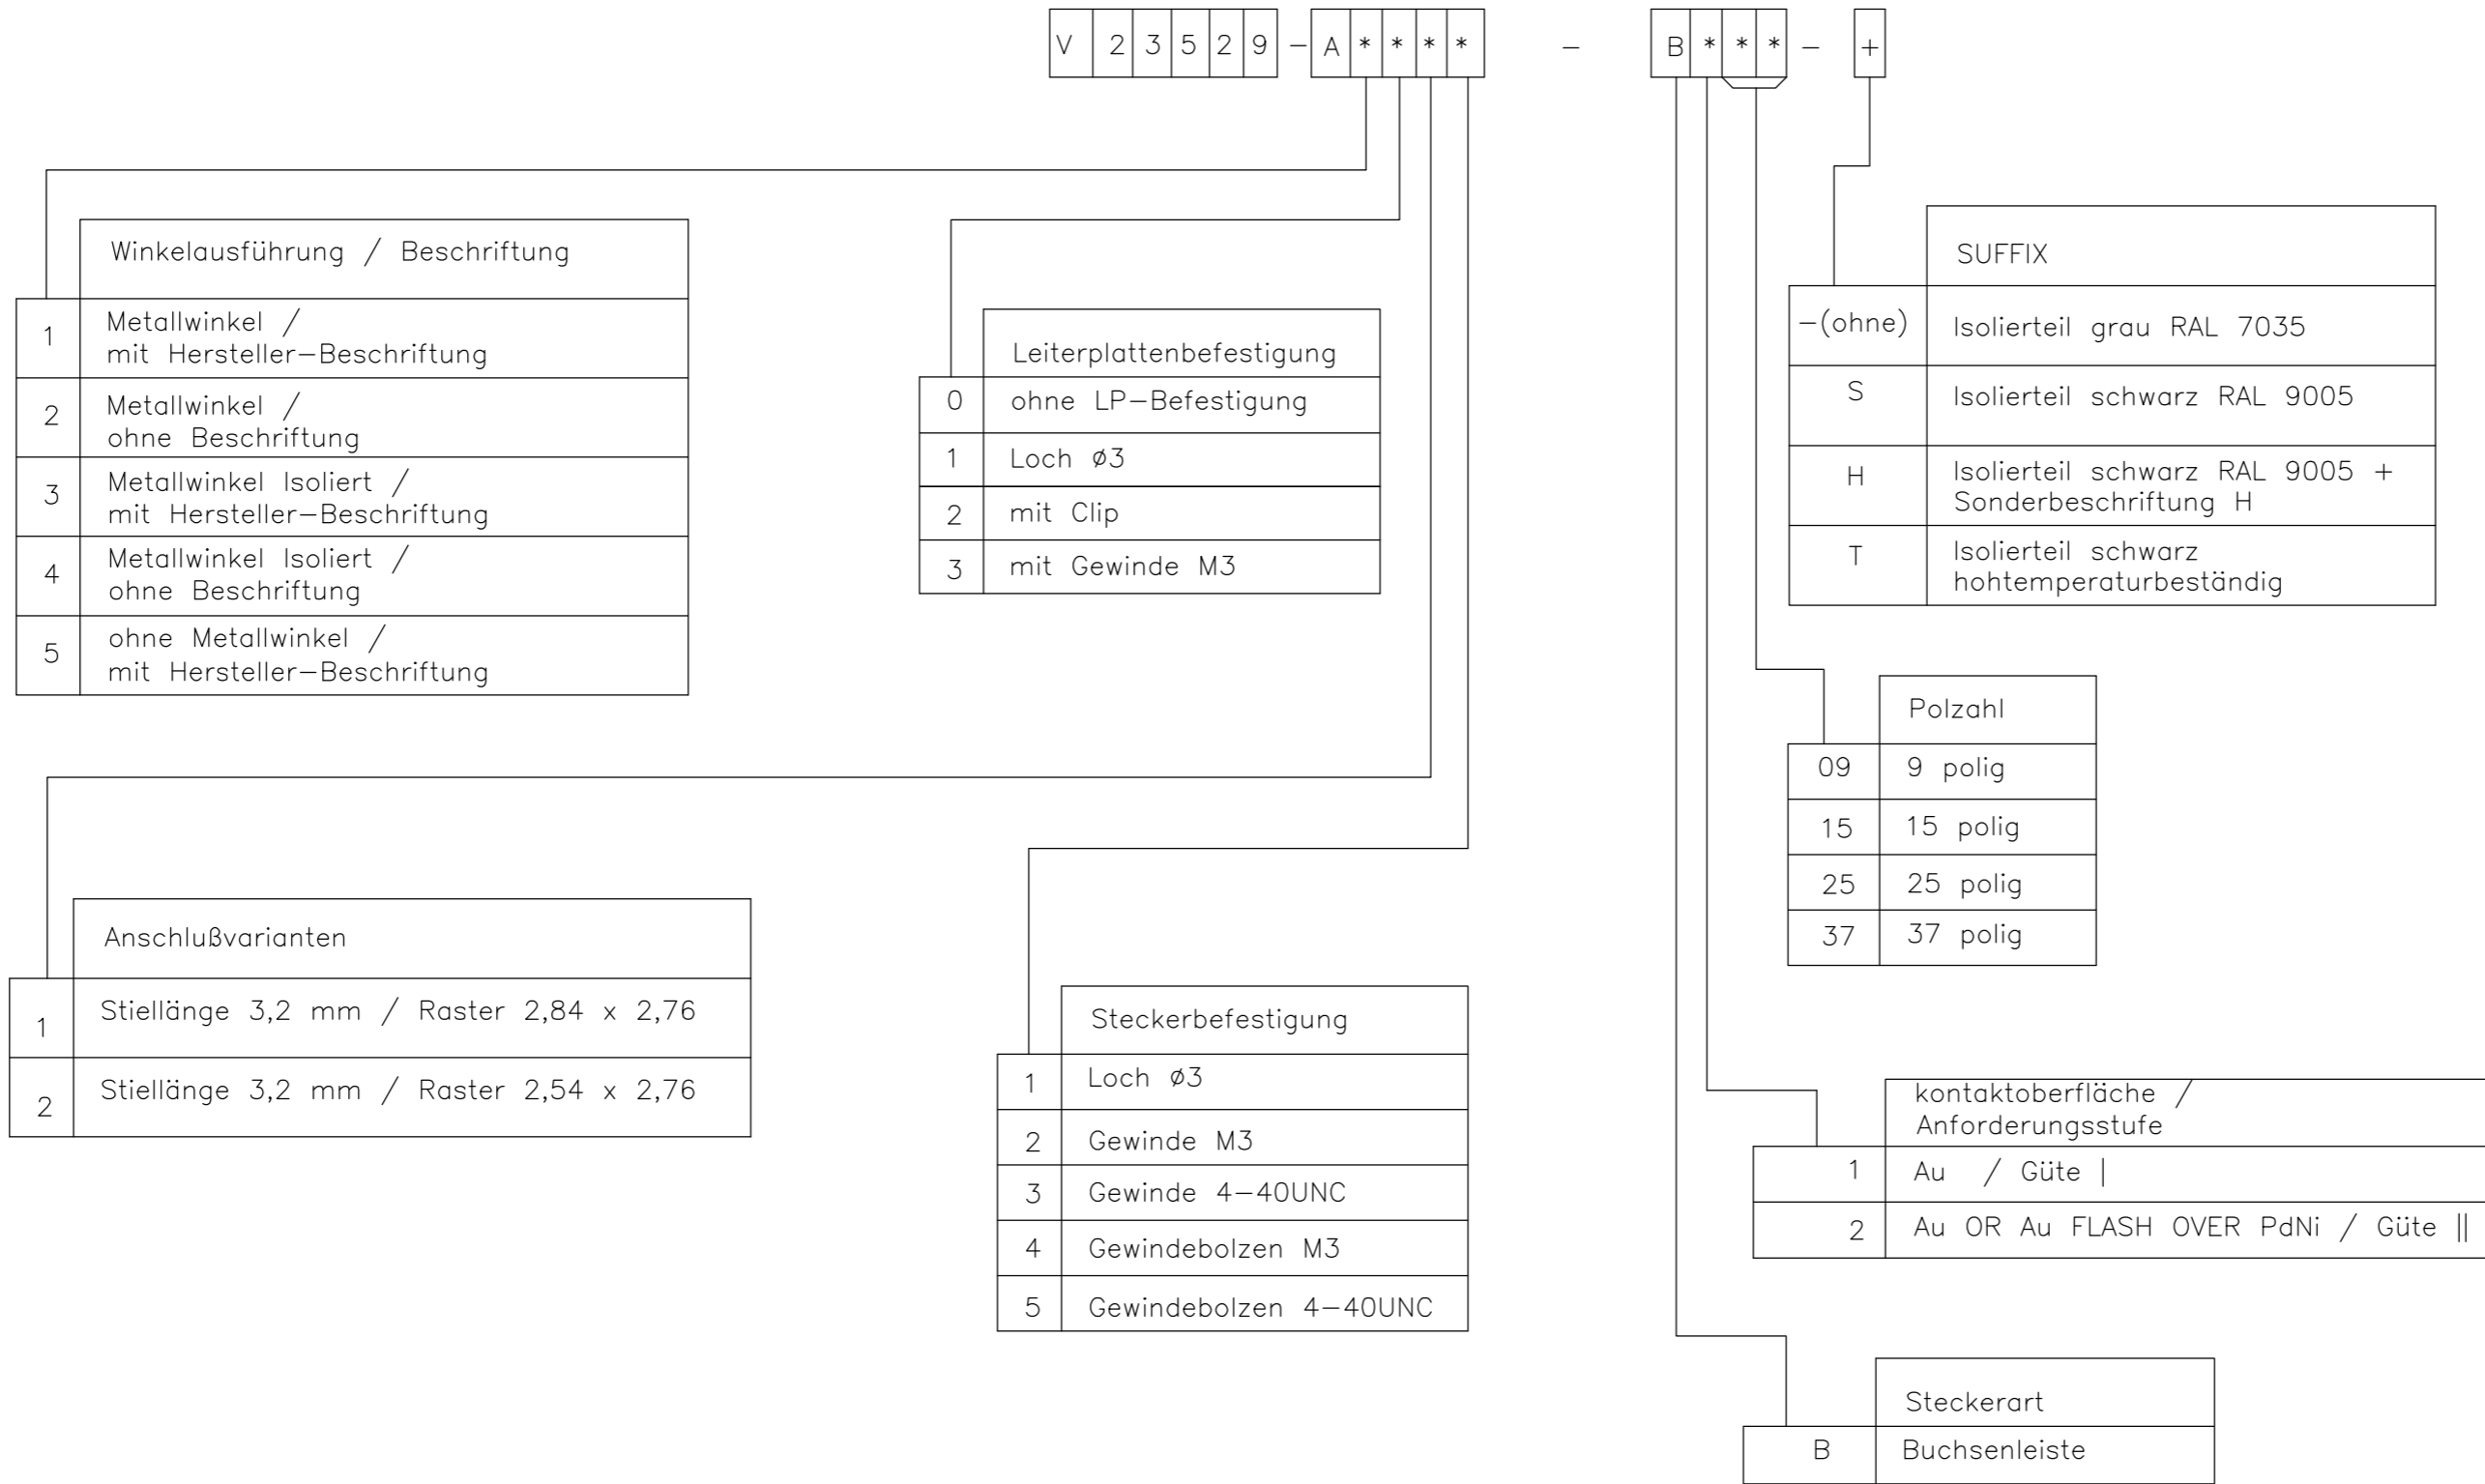 V 2 3 5 2 9 - A * * * * - B * * * - +
Winkelausführung / Beschriftung
1 Metallwinkel /
mit Hersteller-Beschriftung
2 Metallwinkel /
ohne Beschriftung
3 Metallwinkel Isoliert /
mit Hersteller-Beschriftung
4 Metallwinkel Isoliert /
ohne Beschriftung
5 ohne Metallwinkel /
mit Hersteller-Beschriftung
Leiterplattenbefestigung
0 ohne LP-Befestigung
1 Loch ø3
2 mit Clip
3 mit Gewinde M3
SUFFIX
-(ohne) Isolierteil grau RAL 7035
S Isolierteil schwarz RAL 9005
H Isolierteil schwarz RAL 9005 +
Sonderbeschriftung H
T Isolierteil schwarz
hohtemperaturbeständig
Polzahl
09 9 polig
15 15 polig
25 25 polig
37 37 polig
Anschlußvarianten
1 Stiellänge 3,2 mm / Raster 2,84 x 2,76
2 Stiellänge 3,2 mm / Raster 2,54 x 2,76
Steckerbefestigung
1 Loch ø3
2 Gewinde M3
3 Gewinde 4-40UNC
4 Gewindebolzen M3
5 Gewindebolzen 4-40UNC
kontaktoberfläche /
Anforderungsstufe
1 Au / Güte |
2 Au OR Au FLASH OVER PdNi / Güte ||
Steckerart
B Buchsenleiste